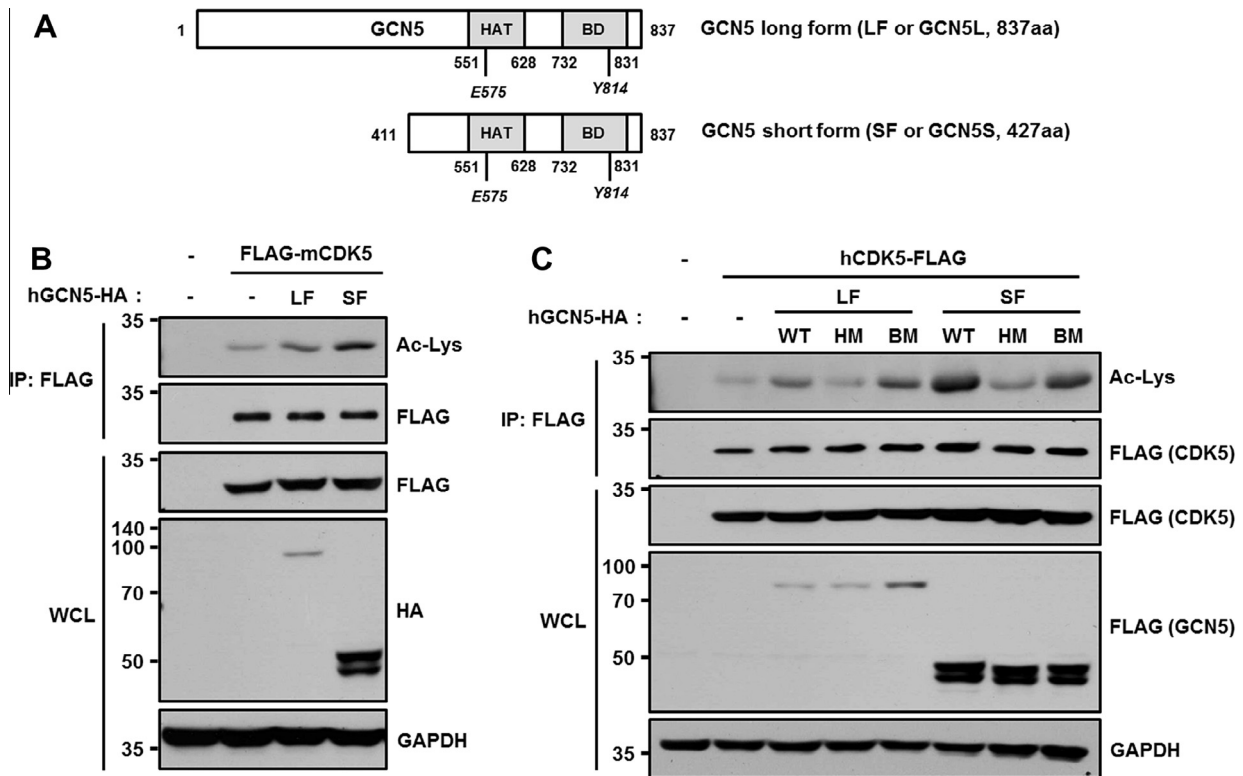 A
1 GCN5 HAT BD 837 GCN5 long form (LF or GCN5L, 837aa)
551 628 732 831
E575 Y814
411 HAT BD 837 GCN5 short form (SF or GCN5S, 427aa)
551 628 732 831
E575 Y814
B
- FLAG-mCDK5
hGCN5-HA : - - LF SF
IP: FLAG
35 Ac-Lys
35 FLAG
WCL
35 FLAG
140
100
70
50
HA
35 GAPDH
C
- hCDK5-FLAG
LF SF
hGCN5-HA : - - WT HM BM WT HM BM
IP: FLAG
35 Ac-Lys
35 FLAG (CDK5)
WCL
35 FLAG (CDK5)
100
70
50
FLAG (GCN5)
35 GAPDH